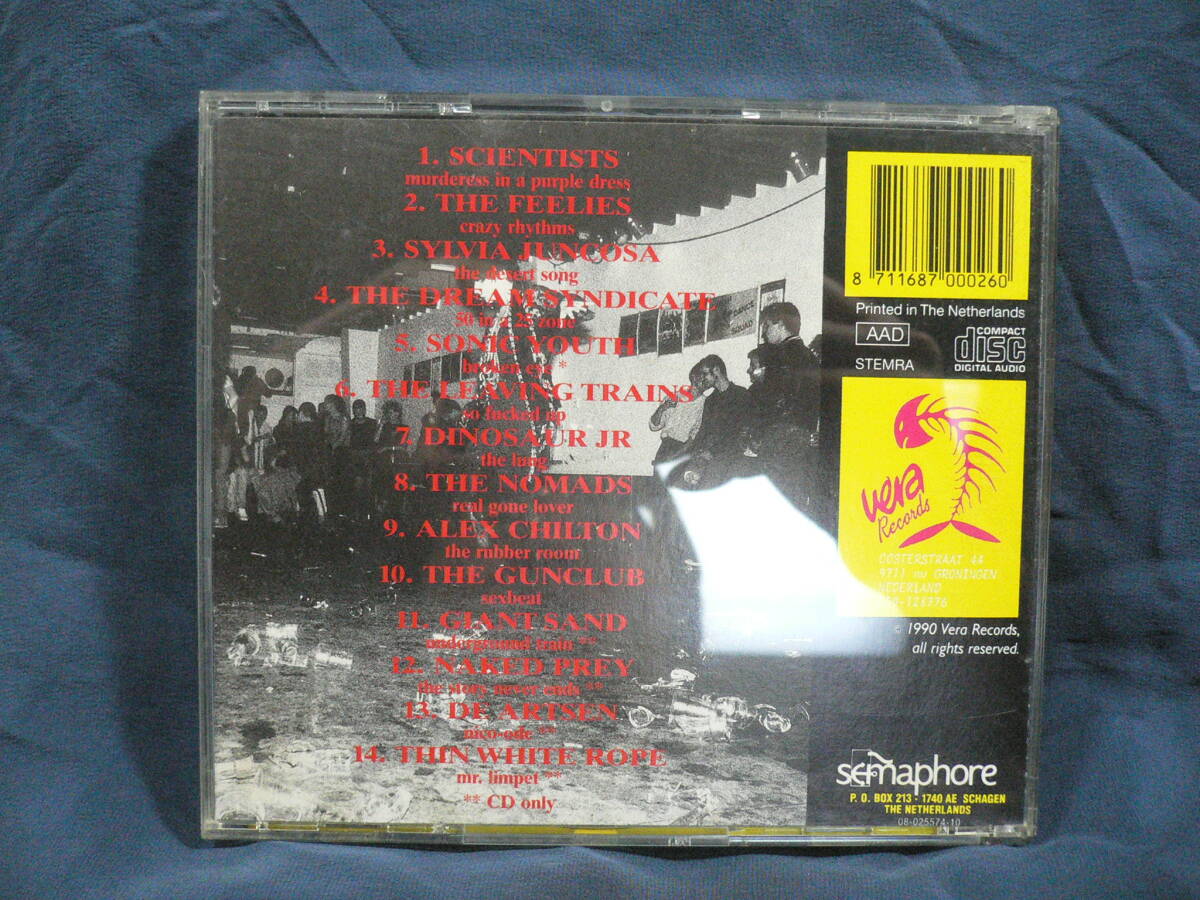 1. SCIENTISTS
murderess in a purple dress
2. THE FEELIES
crazy rhythms
3. SYLVIA JUNCOSA
the desert song
4. THE DREAM SYNDICATE
50 in a 25 zone
5. SONIC YOUTH
broken eye *
6. THE LEAVING TRAINS
so fucked up
7. DINOSAUR JR
the lung
8. THE NOMADS
real gone lover
9. ALEX CHILTON
the rubber room
10. THE GUNCLUB
sexbeat
11. GIANT SAND
underground train **
12. NAKED PREY
the story never ends **
13. DE ARTSEN
nico-ode **
14. THIN WHITE ROPE
mr. limpet **
** CD only
8 711687 000260
Printed in The Netherlands
AAD
STEMRA
COMPACT
disc
DIGITAL AUDIO
vera
Records
OOSTERSTRAAT 44
9711 nu GRONINGEN
NEDERLAND
© 1990 Vera Records,
all rights reserved.
semaphore
P. O. BOX 213 - 1740 AE SCHAGEN
THE NETHERLANDS
08-025574-10